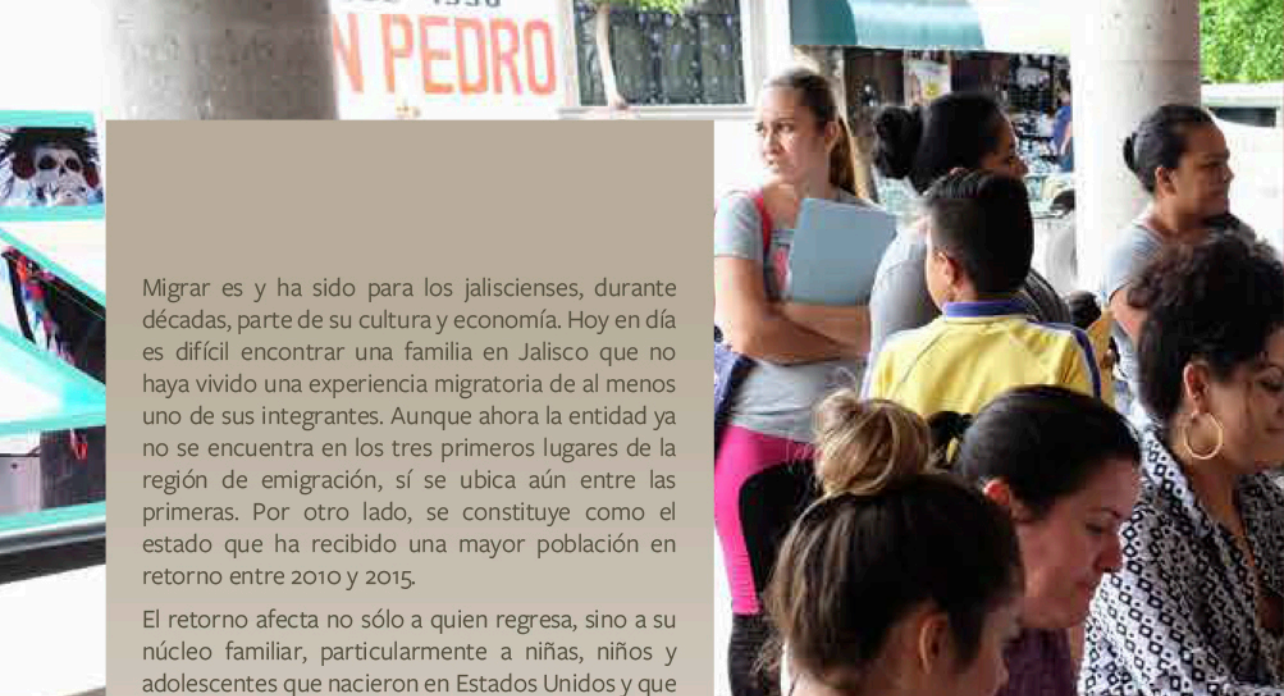 N PEDRO
Migrar es y ha sido para los jaliscienses, durante
décadas, parte de su cultura y economía. Hoy en día
es difícil encontrar una familia en Jalisco que no
haya vivido una experiencia migratoria de al menos
uno de sus integrantes. Aunque ahora la entidad ya
no se encuentra en los tres primeros lugares de la
región de emigración, sí se ubica aún entre las
primeras. Por otro lado, se constituye como el
estado que ha recibido una mayor población en
retorno entre 2010 y 2015.
El retorno afecta no sólo a quien regresa, sino a su
núcleo familiar, particularmente a niñas, niños y
adolescentes que nacieron en Estados Unidos y que